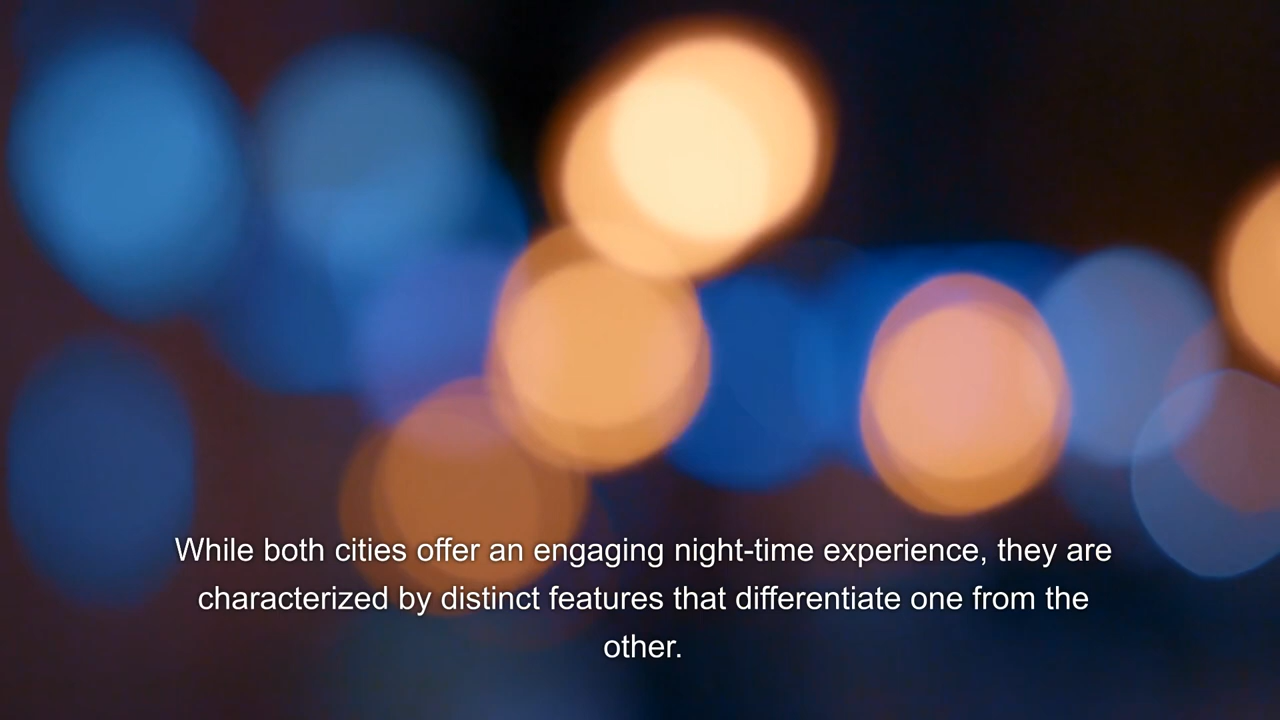 While both cities offer an engaging night-time experience, they are
characterized by distinct features that differentiate one from the
other.